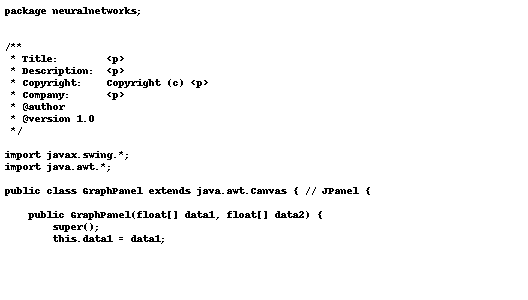 package neuralnetworks;

/**
 * Title:        <p>
 * Description:  <p>
 * Copyright:    Copyright (c) <p>
 * Company:      <p>
 * @author
 * @version 1.0
 */

import javax.swing.*;
import java.awt.*;

public class GraphPanel extends java.awt.Canvas { // JPanel {

    public GraphPanel(float[] data1, float[] data2) {
        super();
        this.data1 = data1;